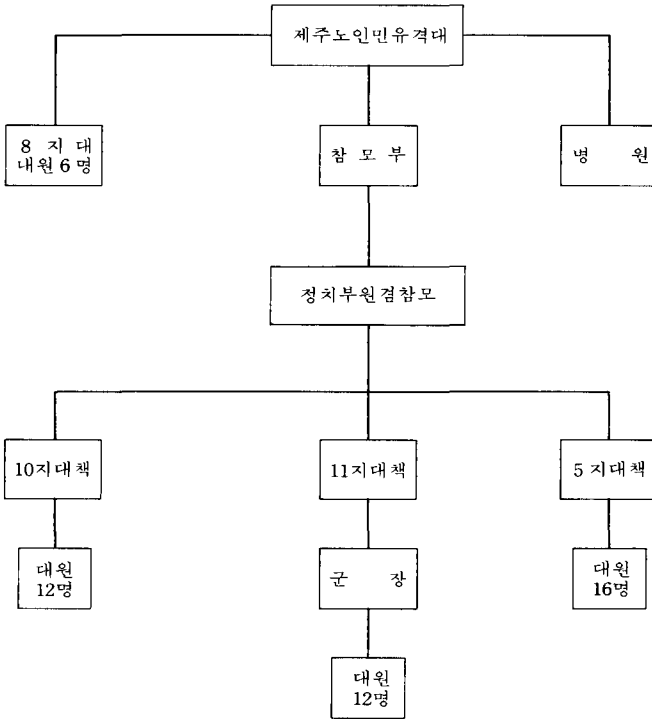 제주도인민유격대
8 지 대
대원 6 명
참 모 부
병 원
정치부원겸참모
10지대책
11지대책
5 지대책
대원
12명
군 장
대원
16명
대원
12명